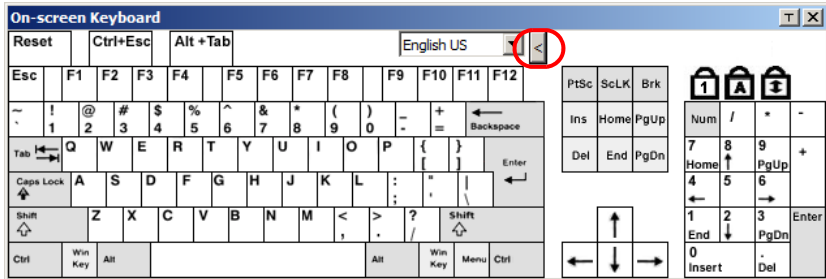 On-screen Keyboard T X
Reset Ctrl+Esc Alt +Tab English US <
Esc F1 F2 F3 F4 F5 F6 F7 F8 F9 F10 F11 F12 PtSc ScLK Brk 1 A
~ ! @ # $ % ^ & * ( ) _ + Ins Home PgUp Num / * -
` 1 2 3 4 5 6 7 8 9 0 - = Backspace
Tab Q W E R T Y U I O P { } Del End PgDn 7 8 9 +
[ ] Enter Home PgUp
Caps Lock A S D F G H J K L : " | 4 5 6
; ' \
Shift Z X C V B N M < > ? Shift 1 2 3 Enter
, . / End PgDn
Ctrl Win Key Alt Alt Win Key Menu Ctrl 0 .
Insert Del